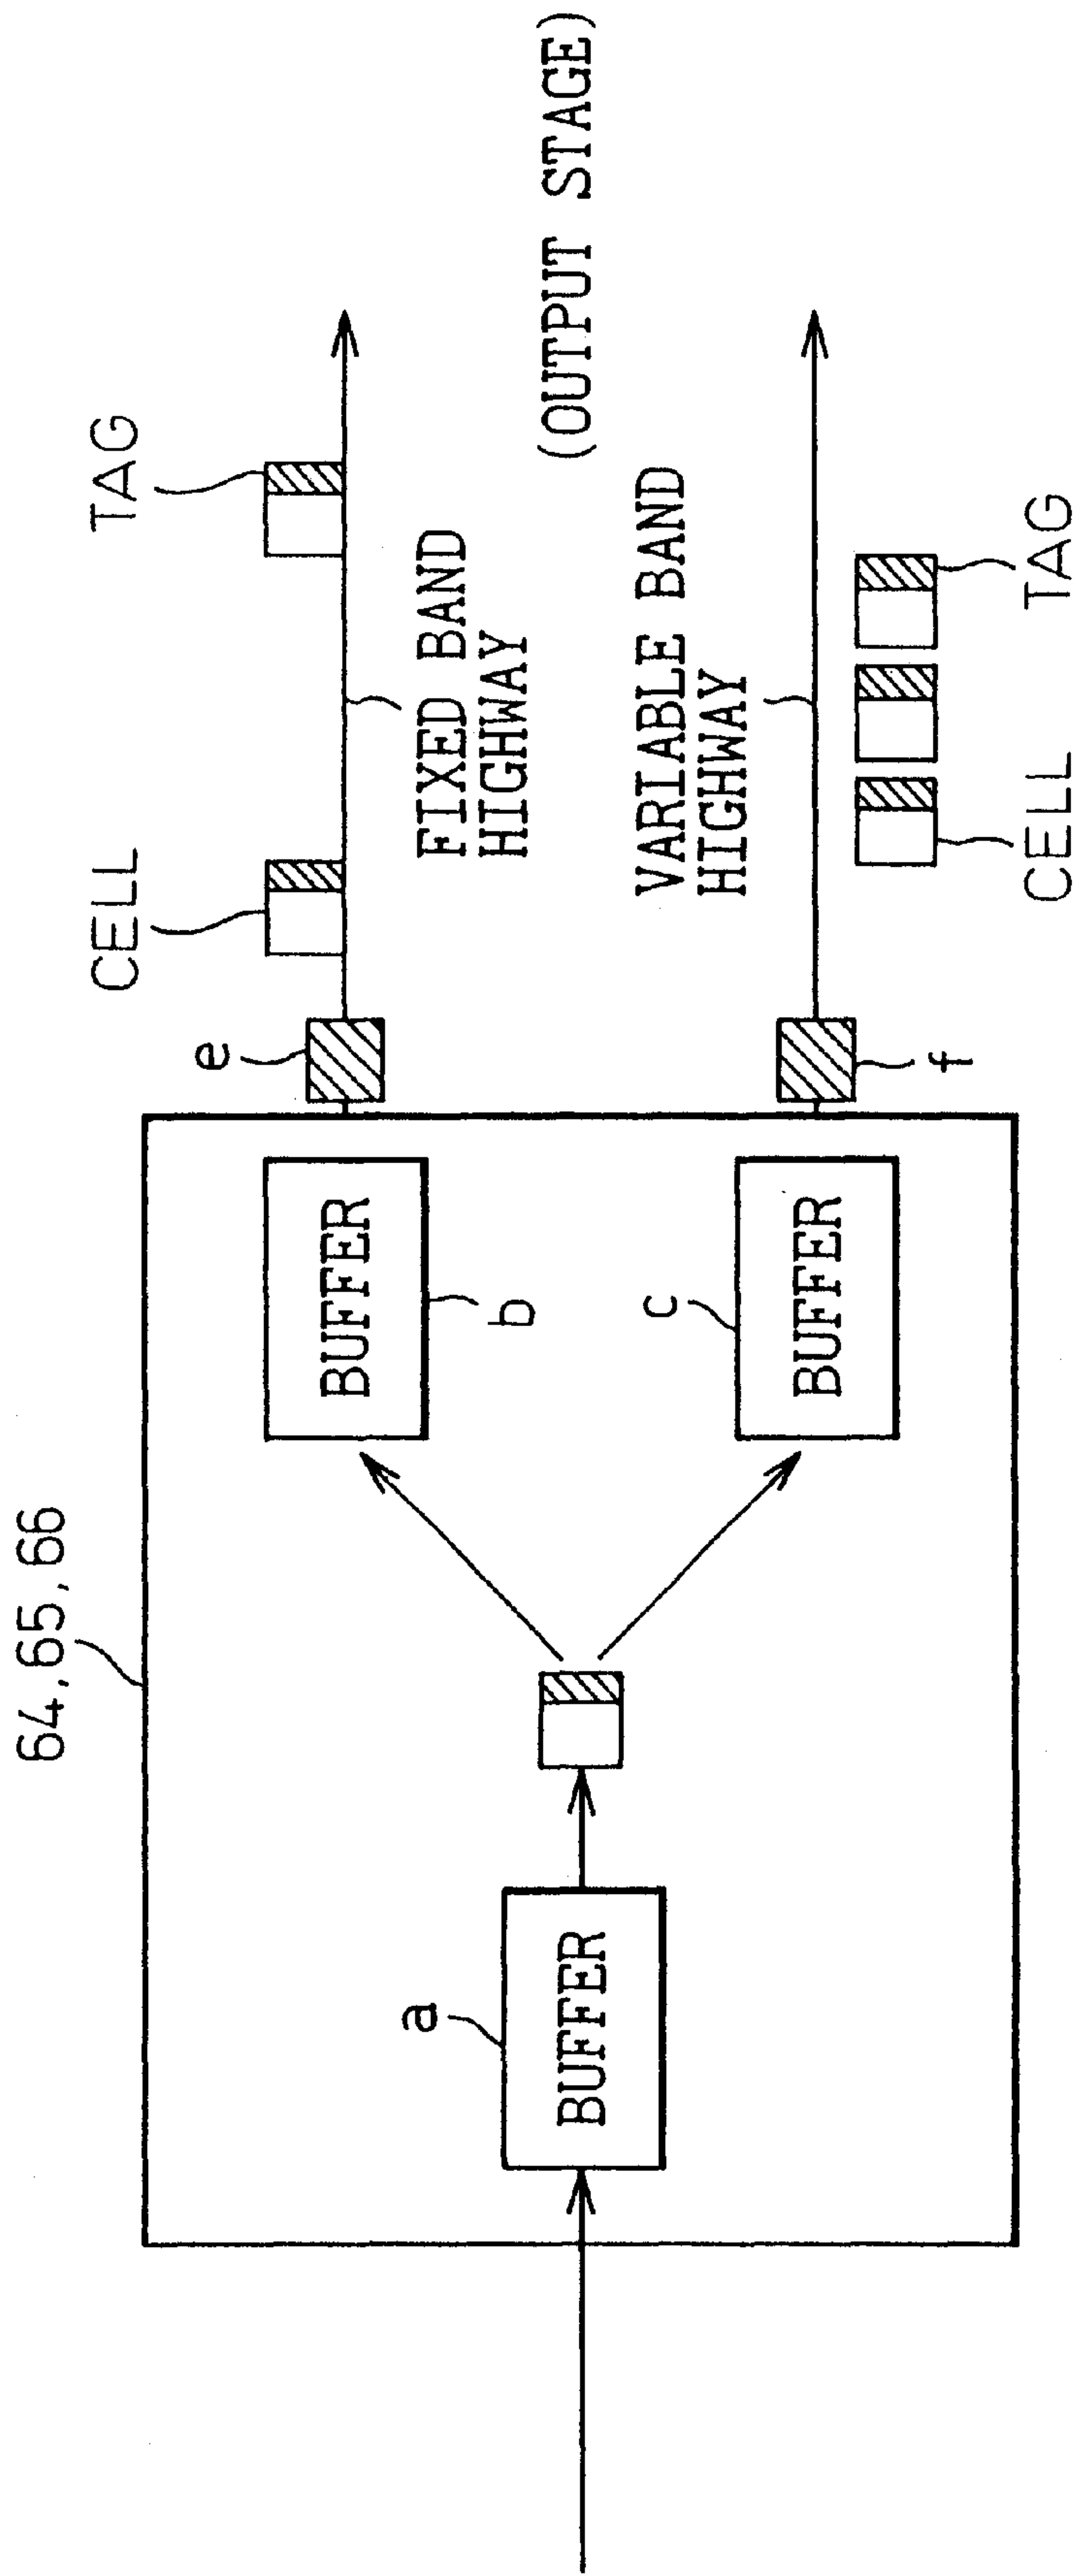 64,65,66
a
BUFFER
BUFFER
b
c
BUFFER
e
f
CELL
TAG
FIXED BAND
HIGHWAY
(OUTPUT STAGE)
VARIABLE BAND
HIGHWAY
CELL
TAG